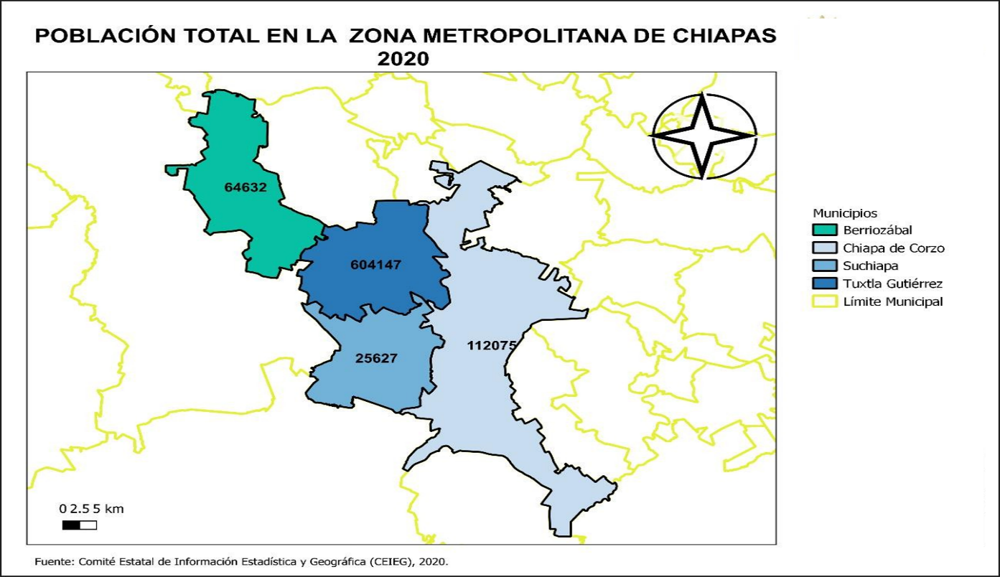 POBLACIÓN TOTAL EN LA ZONA METROPOLITANA DE CHIAPAS
2020
64632
604147
112075
25627
Municipios
Berriozábal
Chiapa de Corzo
Suchiapa
Tuxtla Gutiérrez
Límite Municipal
0 2.5 5 km
Fuente: Comité Estatal de Información Estadística y Geográfica (CEIEG), 2020.